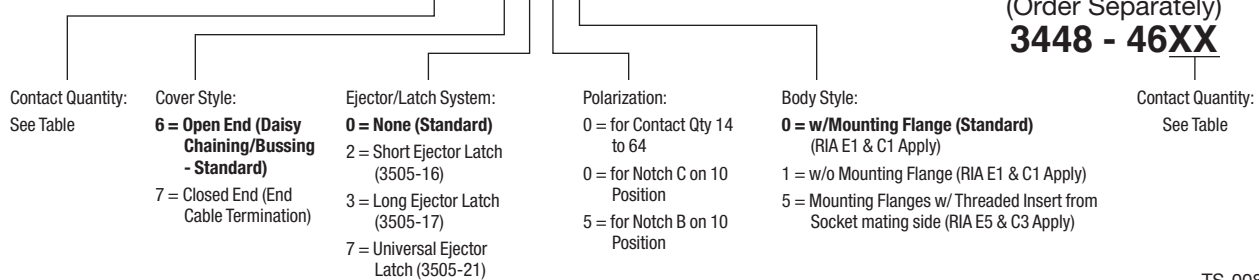 (Order Separately)
3448 - 46XX
Contact Quantity:
See Table
Cover Style:
6 = Open End (Daisy
Chaining/Bussing
- Standard)
7 = Closed End (End
Cable Termination)
Ejector/Latch System:
0 = None (Standard)
2 = Short Ejector Latch
(3505-16)
3 = Long Ejector Latch
(3505-17)
7 = Universal Ejector
Latch (3505-21)
Polarization:
0 = for Contact Qty 14
to 64
0 = for Notch C on 10
Position
5 = for Notch B on 10
Position
Body Style:
0 = w/Mounting Flange (Standard)
(RIA E1 & C1 Apply)
1 = w/o Mounting Flange (RIA E1 & C1 Apply)
5 = Mounting Flanges w/ Threaded Insert from
Socket mating side (RIA E5 & C3 Apply)
Contact Quantity:
See Table